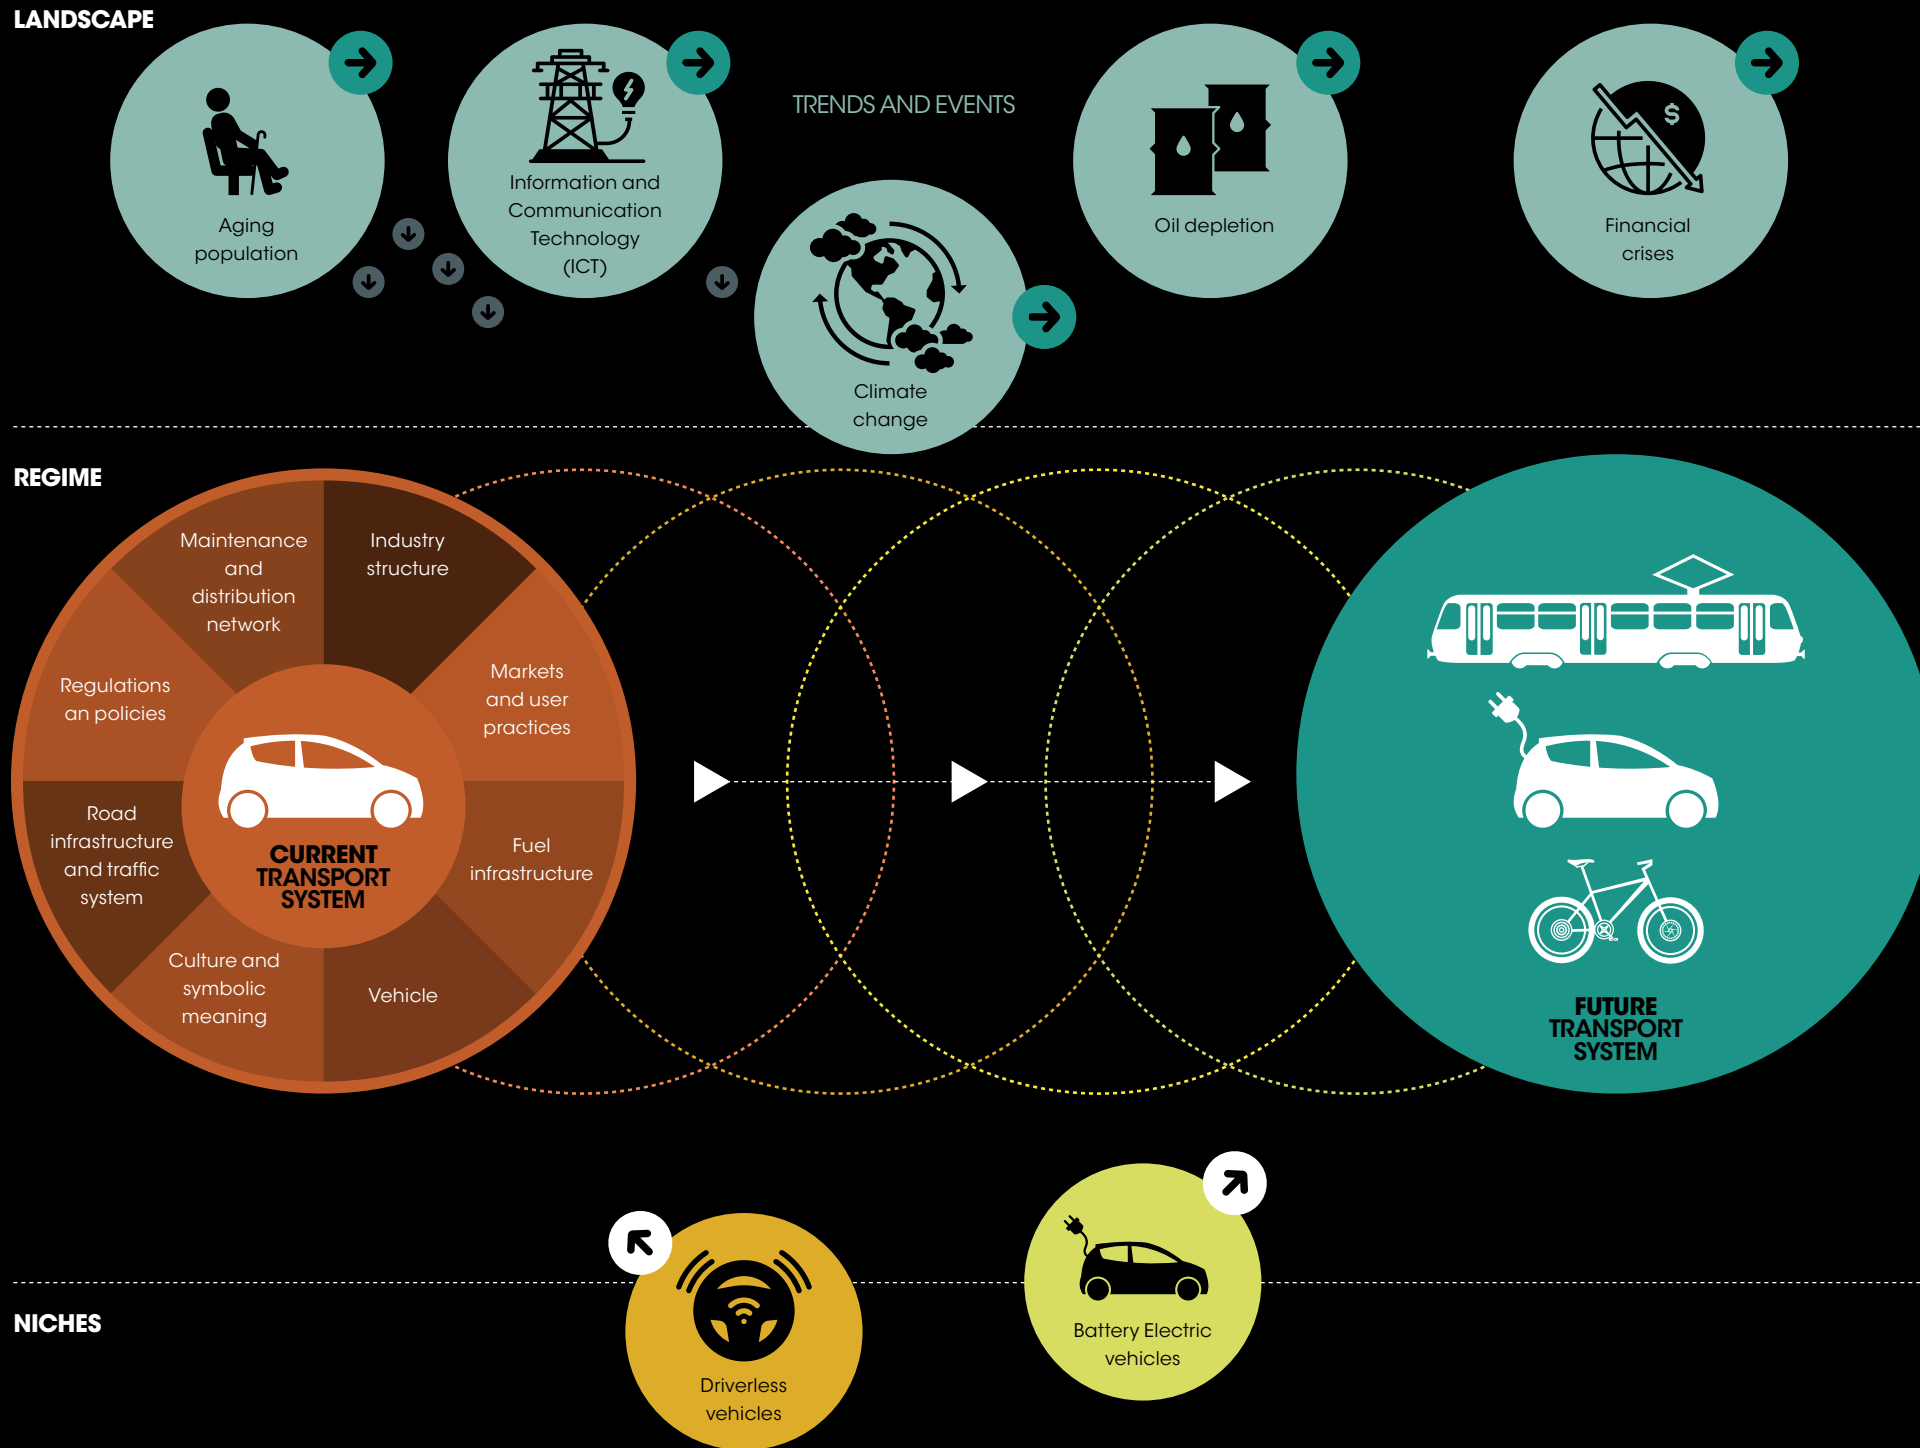 LANDSCAPE
TRENDS AND EVENTS
Aging
population
Information and
Communication
Technology
(ICT)
Climate
change
Oil depletion
$
Financial
crises
REGIME
Maintenance
and
distribution
network
Industry
structure
Regulations
an policies
Markets
and user
practices
Road
infrastructure
and traffic
system
Fuel
infrastructure
Culture and
symbolic
meaning
Vehicle
CURRENT
TRANSPORT
SYSTEM
FUTURE
TRANSPORT
SYSTEM
NICHES
Driverless
vehicles
Battery Electric
vehicles